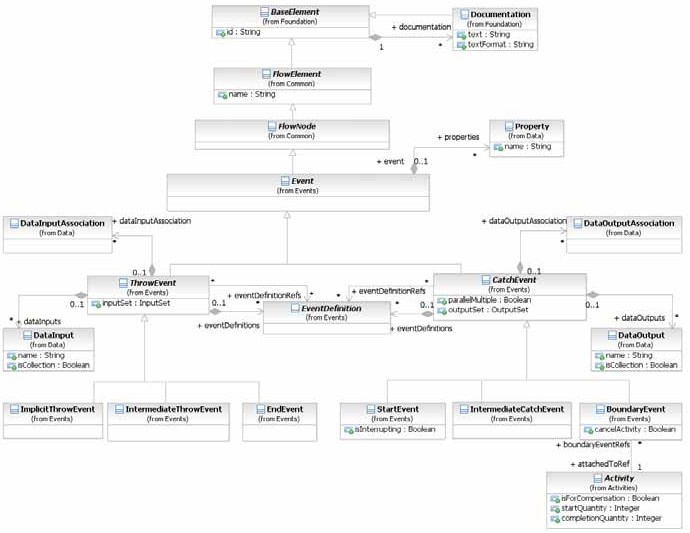 BaseElement
(from Foundation)
id : String
Documentation
(from Foundation)
text : String
textFormat : String
+ documentation
1
*
FlowElement
(from Common)
name : String
FlowNode
(from Common)
Property
(from Data)
name : String
+ properties
*
+ event
0..1
Event
(from Events)
DataInputAssociation
(from Data)
+ dataInputAssociation
*
+ dataOutputAssociation
*
DataOutputAssociation
(from Data)
0..1
0..1
ThrowEvent
(from Events)
inputSet : InputSet
0..1
*
+ eventDefinitionRefs
*
0..1
*
+ eventDefinitions
EventDefinition
(from Events)
*
+ eventDefinitionRefs
*
*
0..1
+ eventDefinitions
CatchEvent
(from Events)
parallelMultiple : Boolean
outputSet : OutputSet
0..1
*
+ dataInputs
DataInput
(from Data)
name : String
isCollection : Boolean
*
+ dataOutputs
DataOutput
(from Data)
name : String
isCollection : Boolean
ImplicitThrowEvent
(from Events)
IntermediateThrowEvent
(from Events)
EndEvent
(from Events)
StartEvent
(from Events)
isInterrupting : Boolean
IntermediateCatchEvent
(from Events)
BoundaryEvent
(from Events)
cancelActivity : Boolean
+ boundaryEventRefs
*
+ attachedToRef
1
Activity
(from Activities)
isForCompensation : Boolean
startQuantity : Integer
completionQuantity : Integer